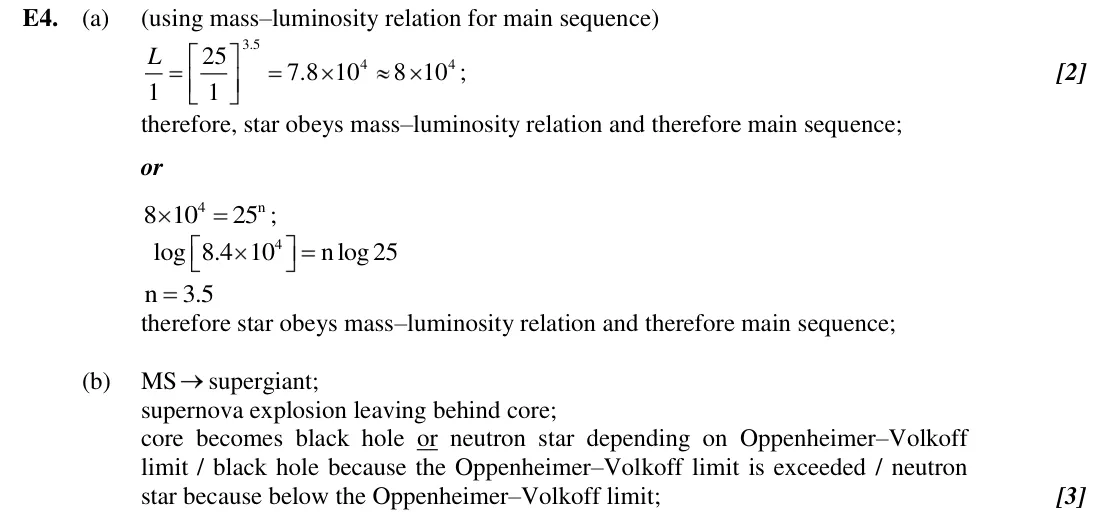 E4. (a) (using mass–luminosity relation for main sequence)
L/1 = [25/1]^3.5 = 7.8×10^4 ≈ 8×10^4 ; [2]
therefore, star obeys mass–luminosity relation and therefore main sequence;
or
8×10^4 = 25^n ;
log[8.4×10^4] = n log 25
n = 3.5
therefore star obeys mass–luminosity relation and therefore main sequence;
(b) MS → supergiant;
supernova explosion leaving behind core;
core becomes black hole or neutron star depending on Oppenheimer–Volkoff
limit / black hole because the Oppenheimer–Volkoff limit is exceeded / neutron
star because below the Oppenheimer–Volkoff limit; [3]